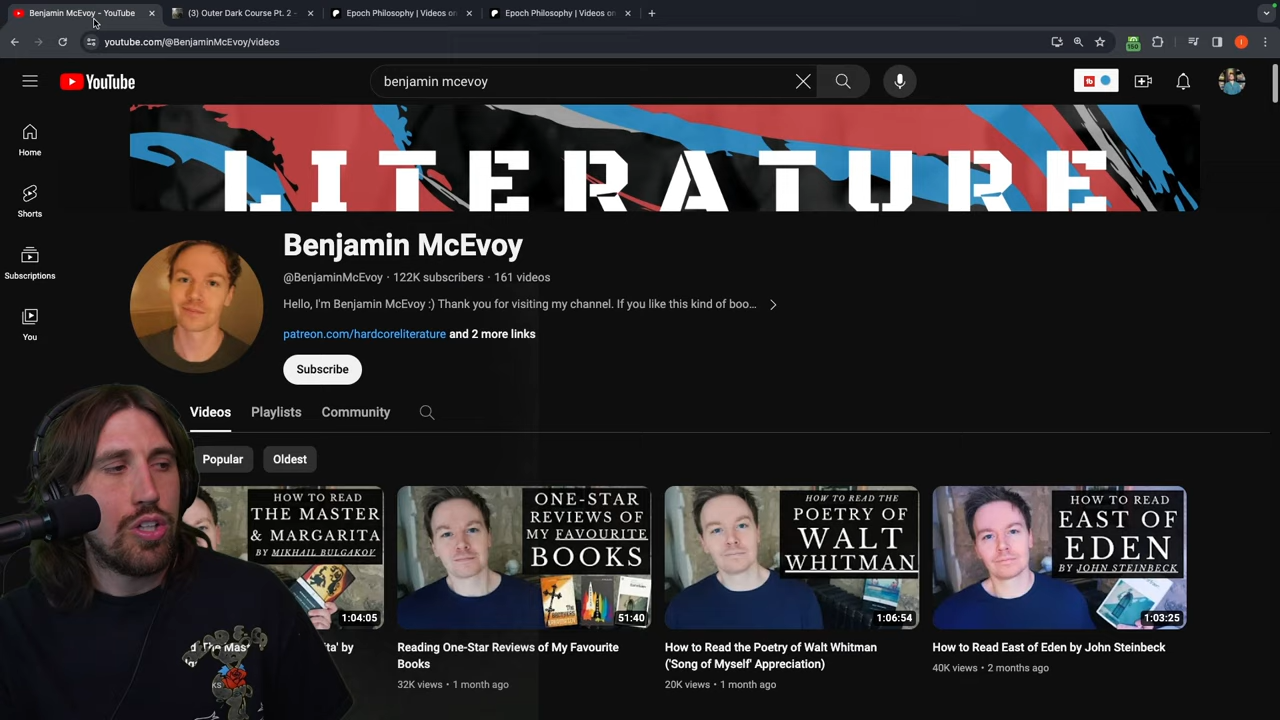 Benjamin McEvoy - YouTube
(3) Outer Dark Course Pt. 2 -
Epoch Philosophy | Videos on
Epoch Philosophy | Videos on
youtube.com/@BenjaminMcEvoy/videos
150
YouTube
benjamin mcevoy
LITERATURE
Home
Shorts
Subscriptions
You
Benjamin McEvoy
@BenjaminMcEvoy · 122K subscribers · 161 videos
Hello, I'm Benjamin McEvoy :) Thank you for visiting my channel. If you like this kind of boo...
patreon.com/hardcoreliterature and 2 more links
Subscribe
Videos Playlists Community
Popular Oldest
HOW TO READ
THE MASTER
& MARGARITA
BY MIKHAIL BULGAKOV
1:04:05
ONE-STAR
REVIEWS OF
MY FAVOURITE
BOOKS
51:40
HOW TO READ THE
POETRY OF
WALT
WHITMAN
1:06:54
HOW TO READ
EAST OF
EDEN
BY JOHN STEINBECK
1:03:25
by
Reading One-Star Reviews of My Favourite
Books
32K views · 1 month ago
How to Read the Poetry of Walt Whitman
('Song of Myself' Appreciation)
20K views · 1 month ago
How to Read East of Eden by John Steinbeck
40K views · 2 months ago